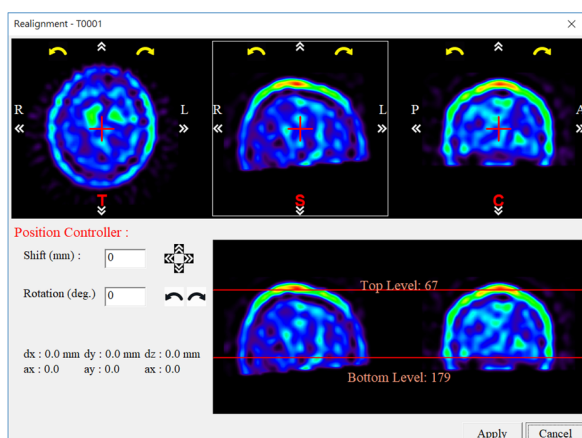 Realignment - T0001
R L R L P A
T S C
Position Controller :
Shift (mm) : 0
Rotation (deg.) 0
Top Level: 67
dx : 0.0 mm dy : 0.0 mm dz : 0.0 mm
ax : 0.0 ay : 0.0 ax : 0.0
Bottom Level: 179
Apply Cancel